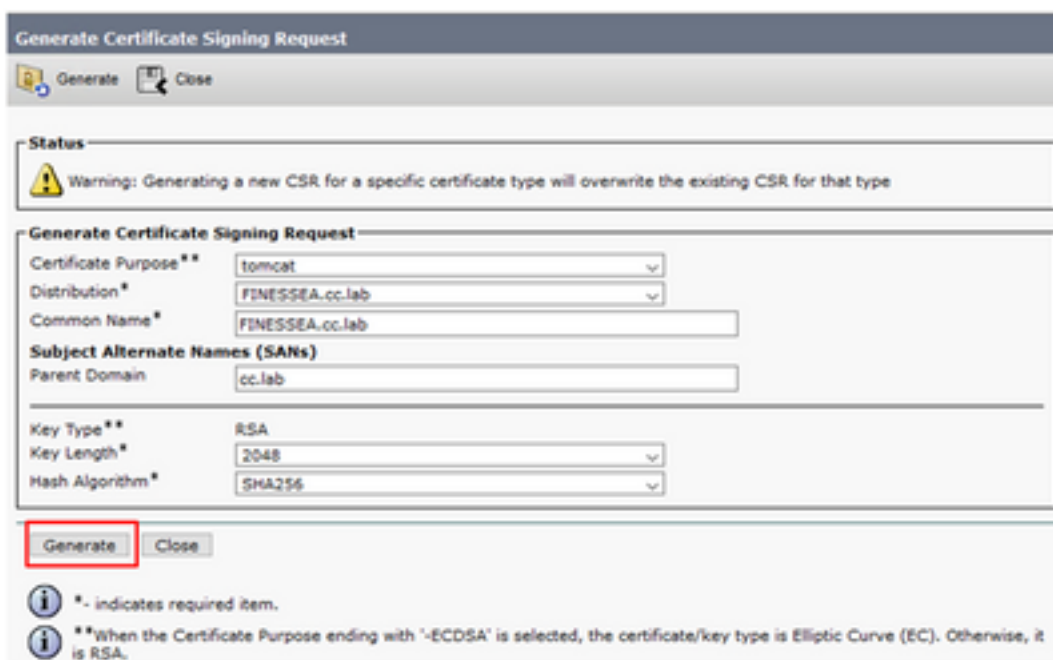 Generate Certificate Signing Request
Generate Close
Status
Warning: Generating a new CSR for a specific certificate type will overwrite the existing CSR for that type
Generate Certificate Signing Request
Certificate Purpose** tomcat
Distribution* FINESSEA.cc.lab
Common Name* FINESSEA.cc.lab
Subject Alternate Names (SANs)
Parent Domain cc.lab
Key Type** RSA
Key Length* 2048
Hash Algorithm* SHA256
Generate Close
*- indicates required item.
**When the Certificate Purpose ending with '-ECDSA' is selected, the certificate/key type is Elliptic Curve (EC). Otherwise, it
is RSA.